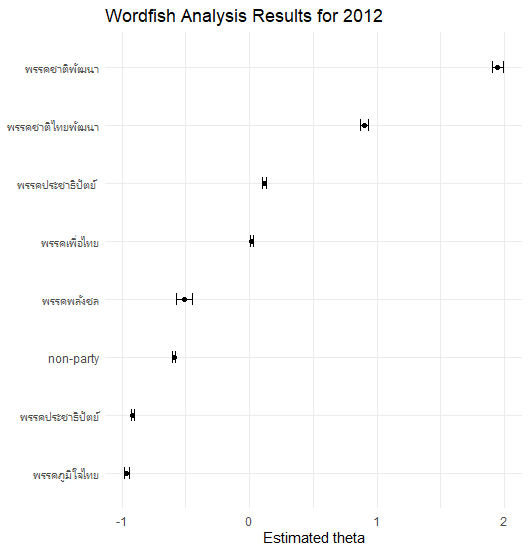 Wordfish Analysis Results for 2012
พรรคชาติพัฒนา
พรรคชาติไทยพัฒนา
พรรคประชาธิปัตย์
พรรคเพื่อไทย
พรรคพลังชล
non-party
พรรคประชาธิปัตย์
พรรคภูมิใจไทย
-1 0 1 2
Estimated theta